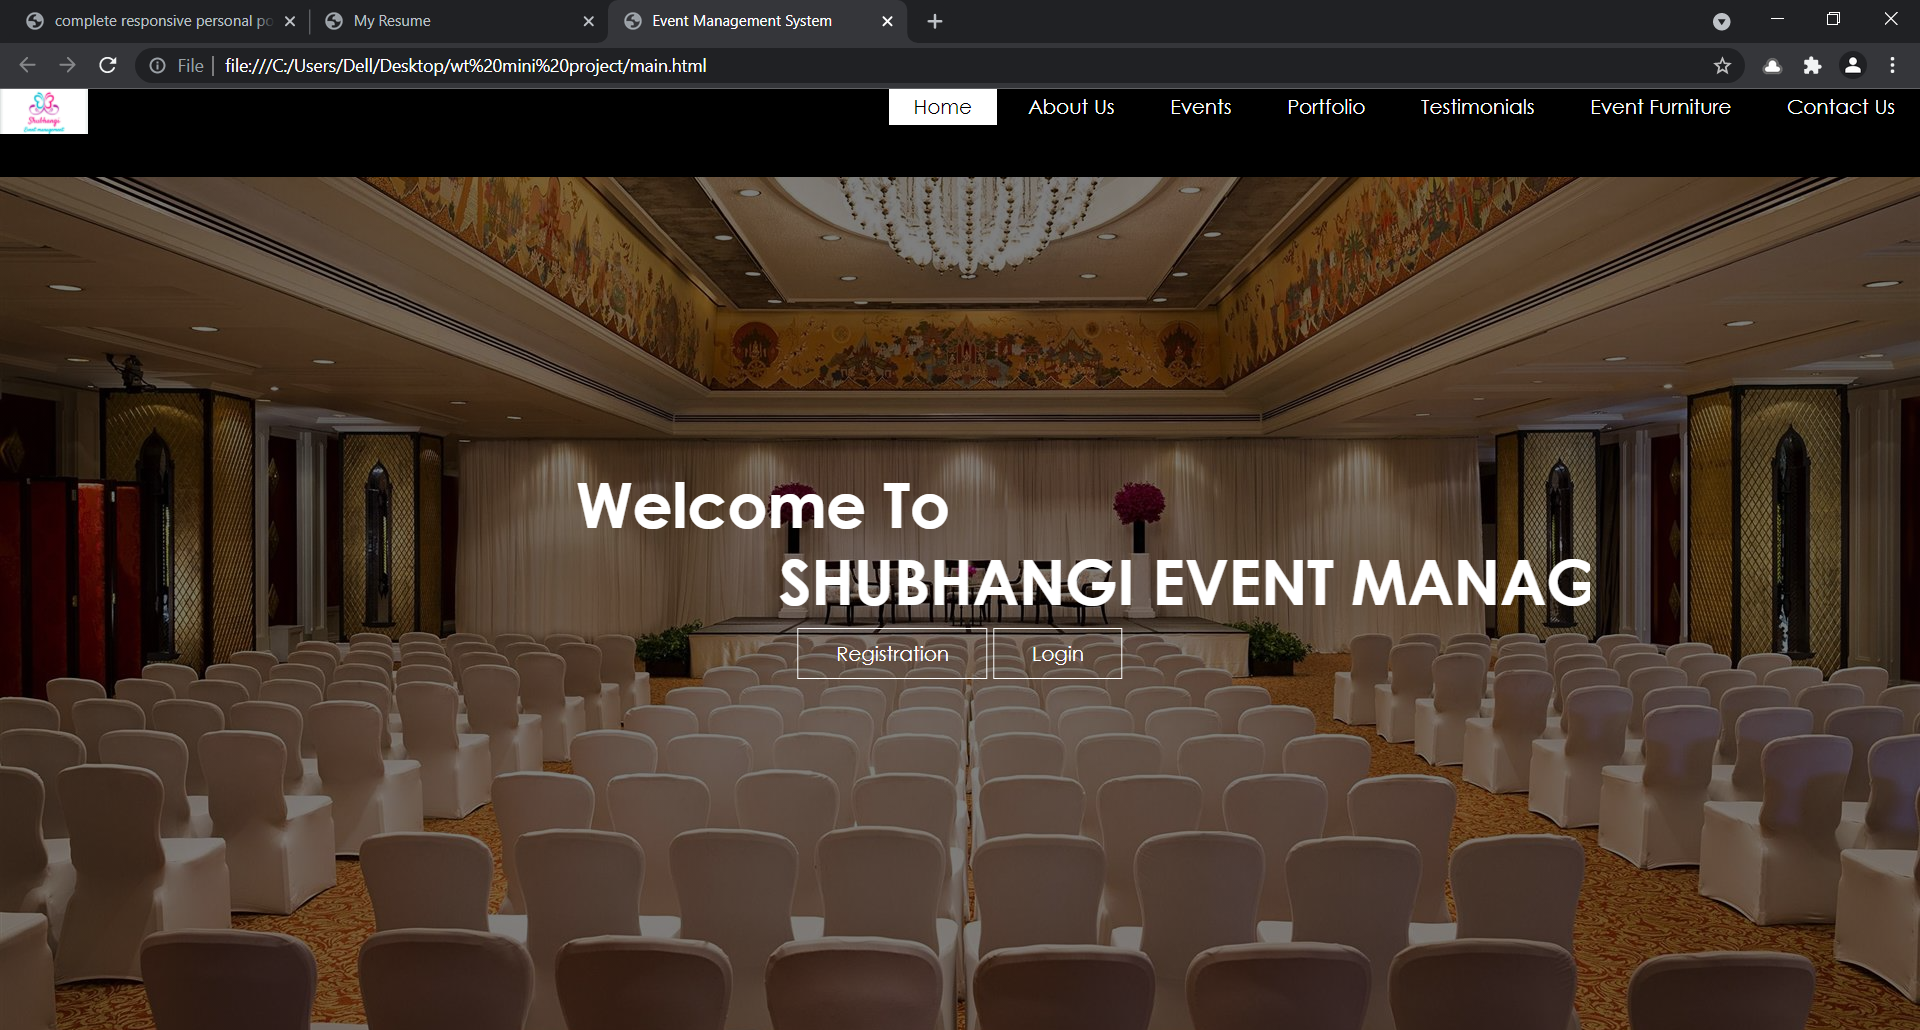 complete responsive personal po
My Resume
Event Management System
File
file:///C:/Users/Dell/Desktop/wt%20mini%20project/main.html
Shubhangi
Event management
Home
About Us
Events
Portfolio
Testimonials
Event Furniture
Contact Us
Welcome To
SHUBHANGI EVENT MANAG
Registration
Login